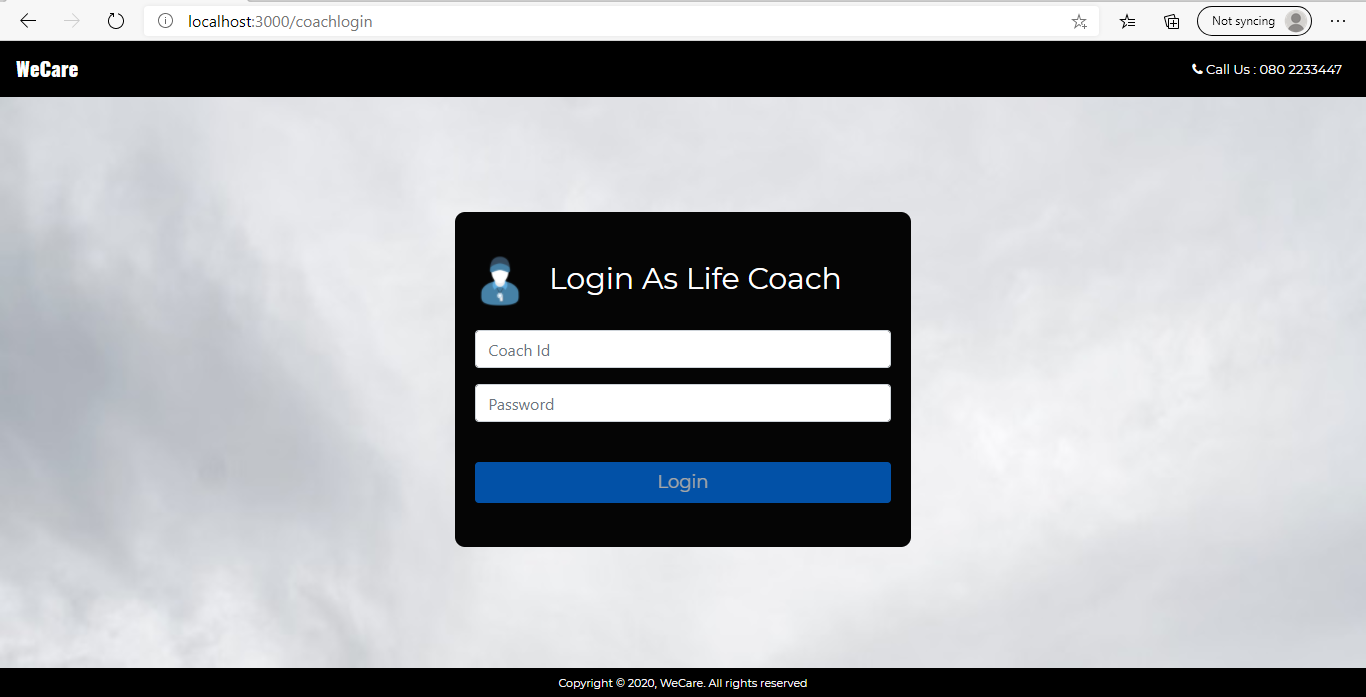 localhost:3000/coachlogin
Not syncing
WeCare
Call Us : 080 2233447
Login As Life Coach
Coach Id
Password
Login
Copyright © 2020, WeCare. All rights reserved